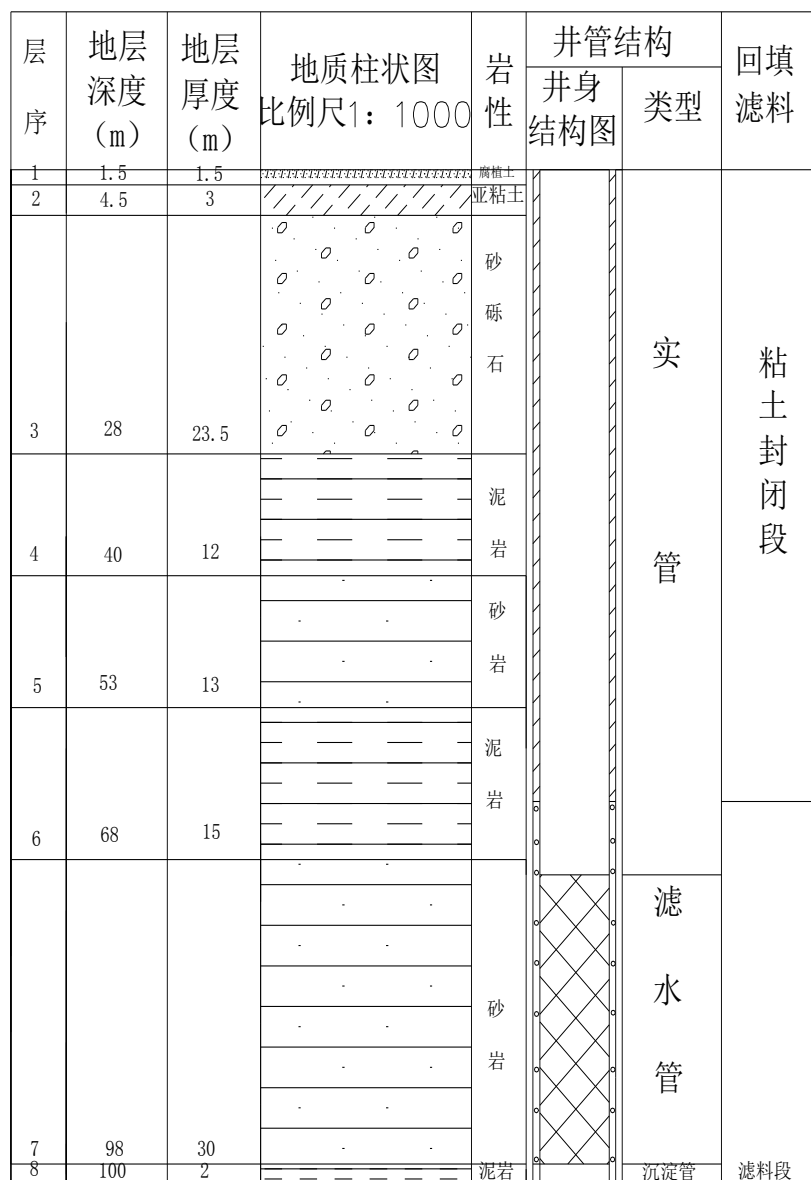 层序 地层深度(m) 地层厚度(m) 地质柱状图 比例尺1：1000 岩性 井管结构 井身结构图 类型 回填滤料
1 1.5 1.5 腐植土
2 4.5 3 亚粘土
3 28 23.5 砂砾石
4 40 12 泥岩
5 53 13 砂岩
6 68 15 泥岩
7 98 30 砂岩
8 100 2 泥岩
实管
滤水管
沉淀管
粘土封闭段
滤料段